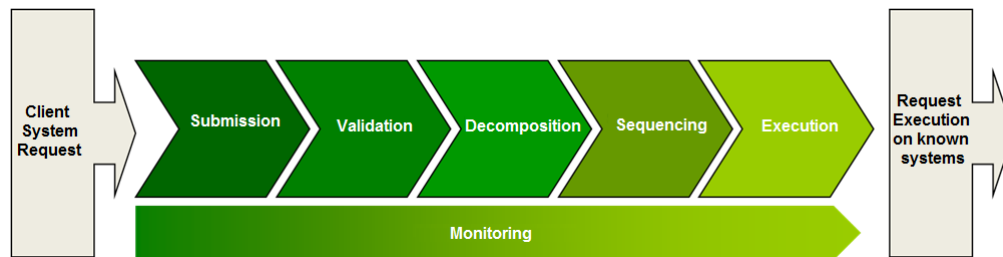 Client
System
Request
Submission
Validation
Decomposition
Sequencing
Execution
Monitoring
Request
Execution
on known
systems